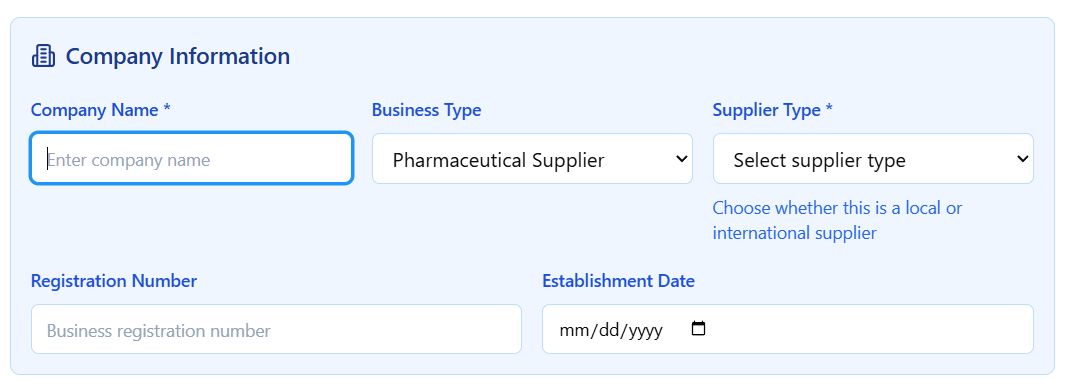 Company Information
Company Name * Business Type Supplier Type *
Enter company name Pharmaceutical Supplier Select supplier type
Choose whether this is a local or
international supplier
Registration Number Establishment Date
Business registration number mm/dd/yyyy